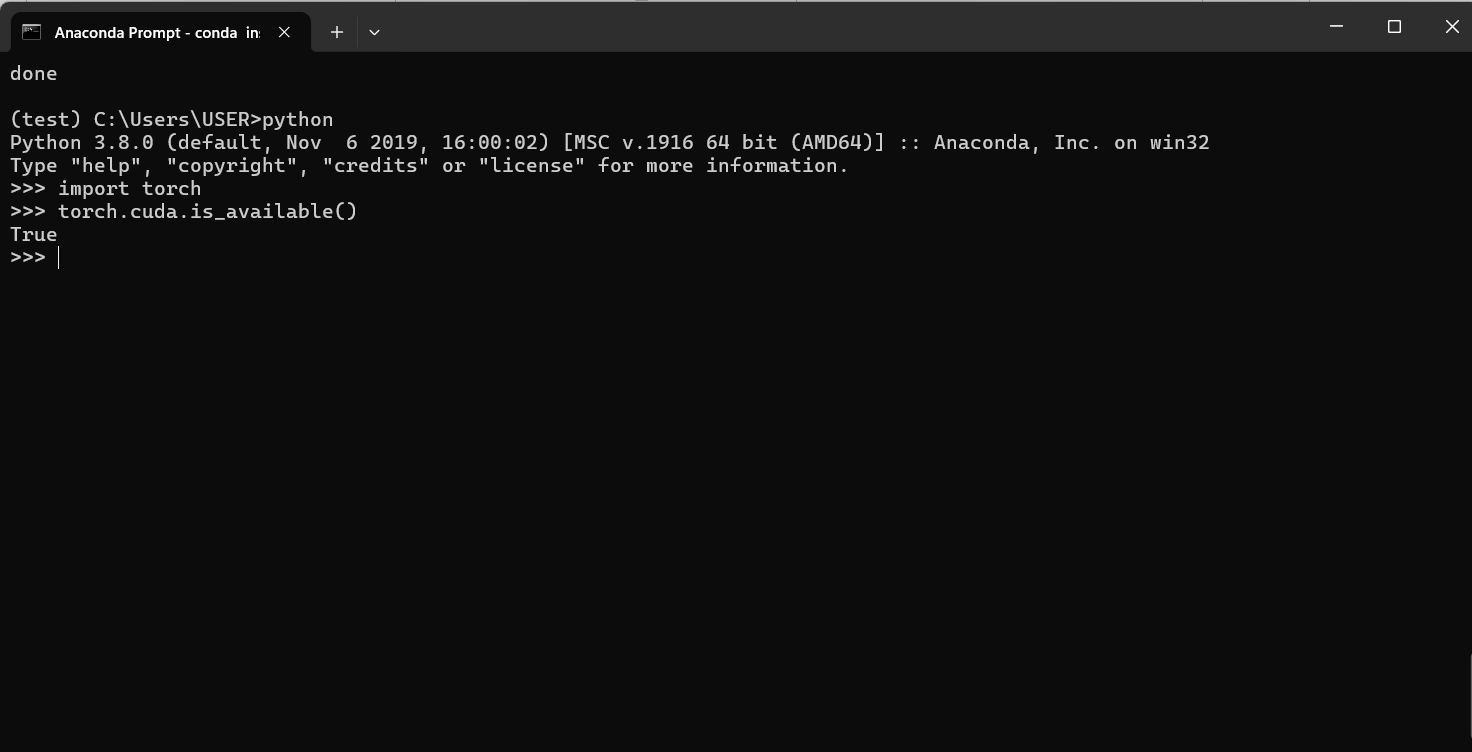 Anaconda Prompt - conda in
done
(test) C:\Users\USER>python
Python 3.8.0 (default, Nov  6 2019, 16:00:02) [MSC v.1916 64 bit (AMD64)] :: Anaconda, Inc. on win32
Type "help", "copyright", "credits" or "license" for more information.
>>> import torch
>>> torch.cuda.is_available()
True
>>>